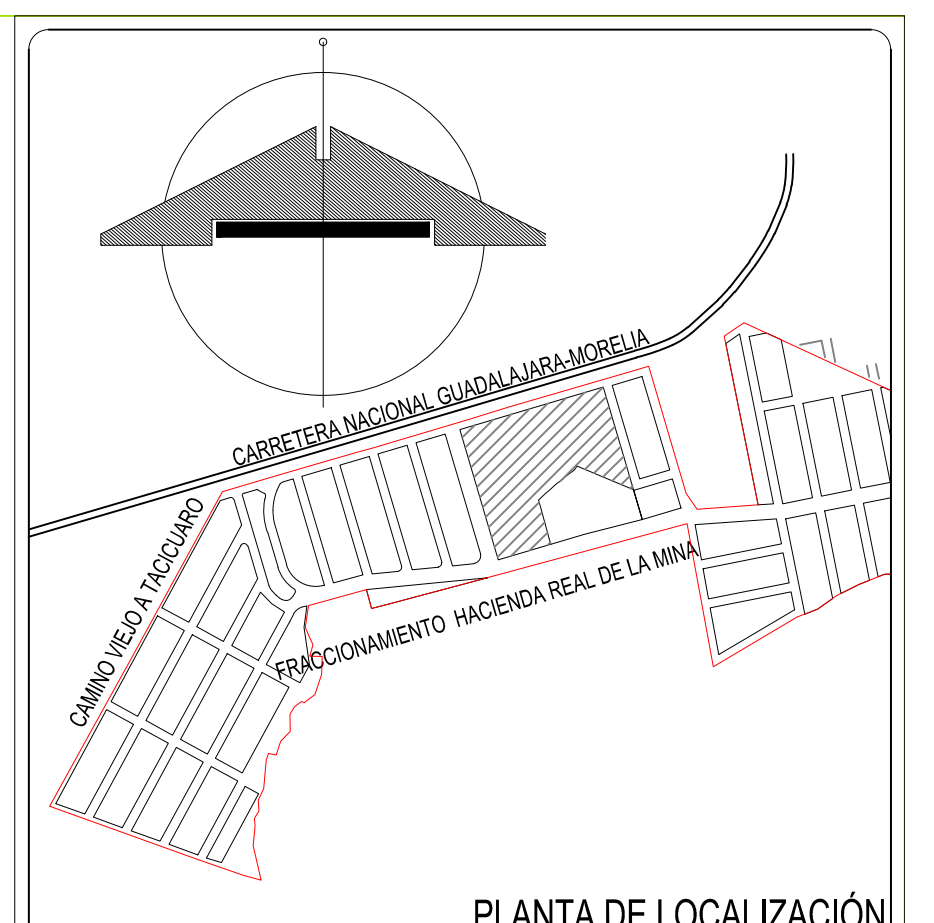 CARRETERA NACIONAL GUADALAJARA-MORELIA
CAMINO VIEJO A TACICUARO
FRACCIONAMIENTO HACIENDA REAL DE LA MINA
PLANTA DE LOCALIZACIÓN